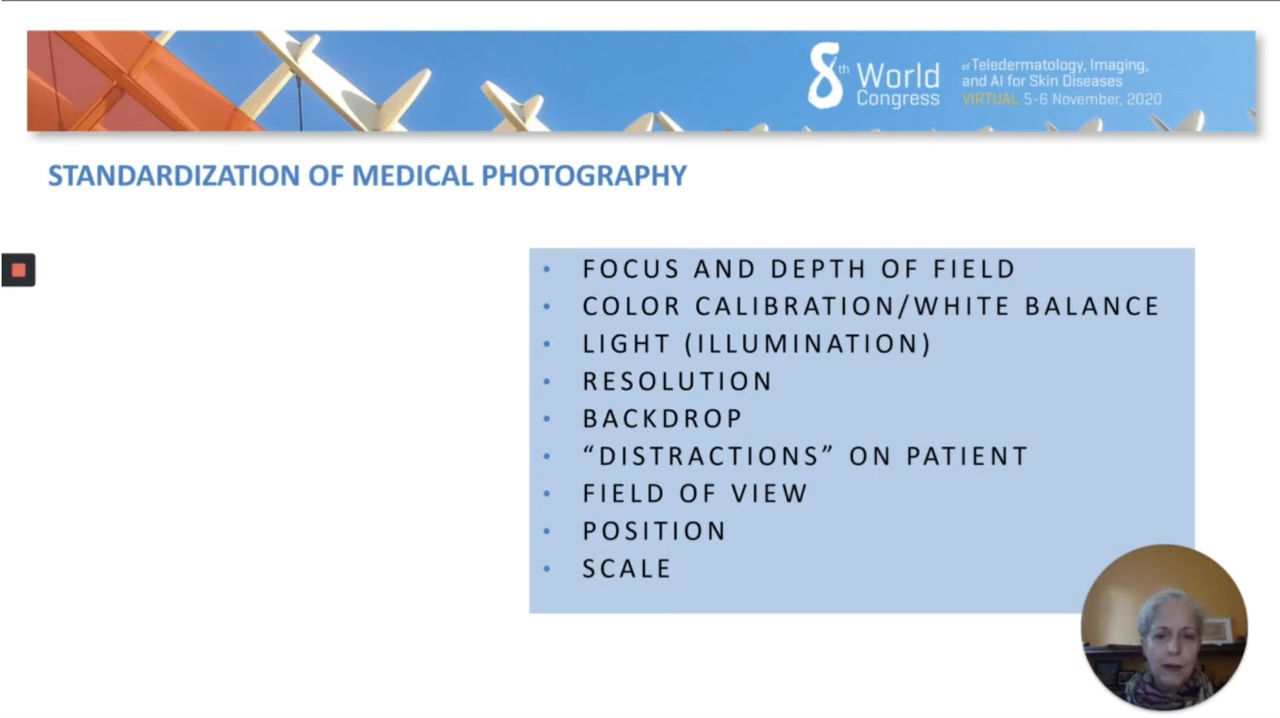 8th World Congress
of Teledermatology, Imaging,
and AI for Skin Diseases
VIRTUAL 5-6 November, 2020
STANDARDIZATION OF MEDICAL PHOTOGRAPHY
• FOCUS AND DEPTH OF FIELD
• COLOR CALIBRATION/WHITE BALANCE
• LIGHT (ILLUMINATION)
• RESOLUTION
• BACKDROP
• “DISTRACTIONS” ON PATIENT
• FIELD OF VIEW
• POSITION
• SCALE